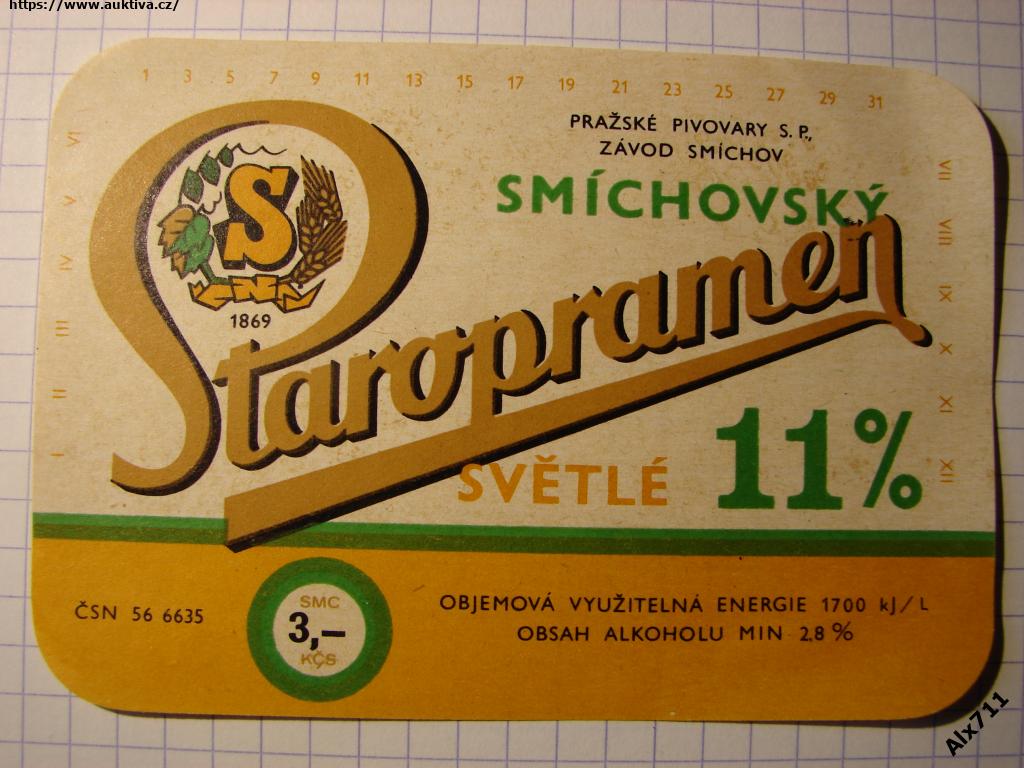 https://www.auktiva.cz/
1 3 5 7 9 11 13 15 17 19 21 23 25 27 29 31
PRAŽSKÉ PIVOVARY S. P.,
ZÁVOD SMÍCHOV
SMÍCHOVSKÝ
S
1869
Staropramen
SVĚTLÉ
11%
I II III IV V VI
VII VIII IX X XI XII
ČSN 56 6635
SMC
3,–
KČS
OBJEMOVÁ VYUŽITELNÁ ENERGIE 1700 kJ/L
OBSAH ALKOHOLU MIN 2,8 %
Alx711